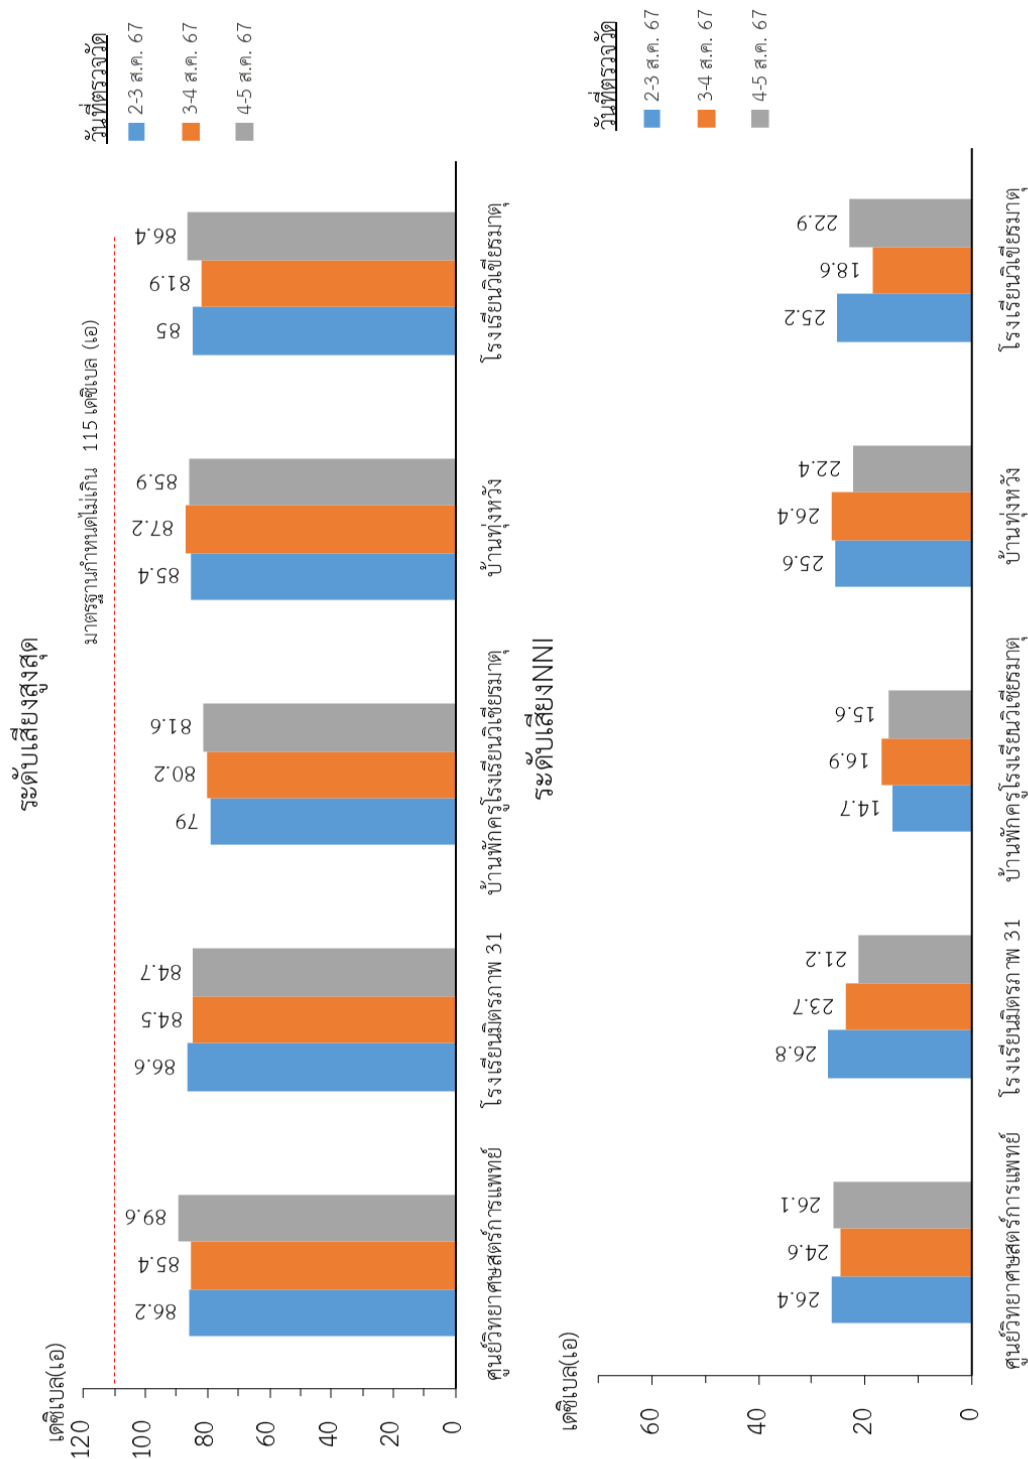 ระดับเสียงสูงสุด
เดซิเบล(เอ)
มาตรฐานกำหนดไม่เกิน 115 เดซิเบล (เอ)
วันที่ตรวจวัด
2-3 ส.ค. 67
3-4 ส.ค. 67
4-5 ส.ค. 67
120
100
80
60
40
20
0
86.2 85.4 89.6
86.6 84.5 84.7
79 80.2 81.6
85.4 87.2 85.9
85 81.9 86.4
ศูนย์วิทยาศษสตร์การแพทย์ โรงเรียนมิตรภาพ 31 บ้านพักครูโรงเรียนวิเชียรมาตุ บ้านทุ่งหวัง โรงเรียนวิเชียรมาตุ
ระดับเสียงNNI
เดซิเบล(เอ)
วันที่ตรวจวัด
2-3 ส.ค. 67
3-4 ส.ค. 67
4-5 ส.ค. 67
60
40
20
0
26.4 24.6 26.1
26.8 23.7 21.2
14.7 16.9 15.6
25.6 26.4 22.4
25.2 18.6 22.9
ศูนย์วิทยาศษสตร์การแพทย์ โรงเรียนมิตรภาพ 31 บ้านพักครูโรงเรียนวิเชียรมาตุ บ้านทุ่งหวัง โรงเรียนวิเชียรมาตุ